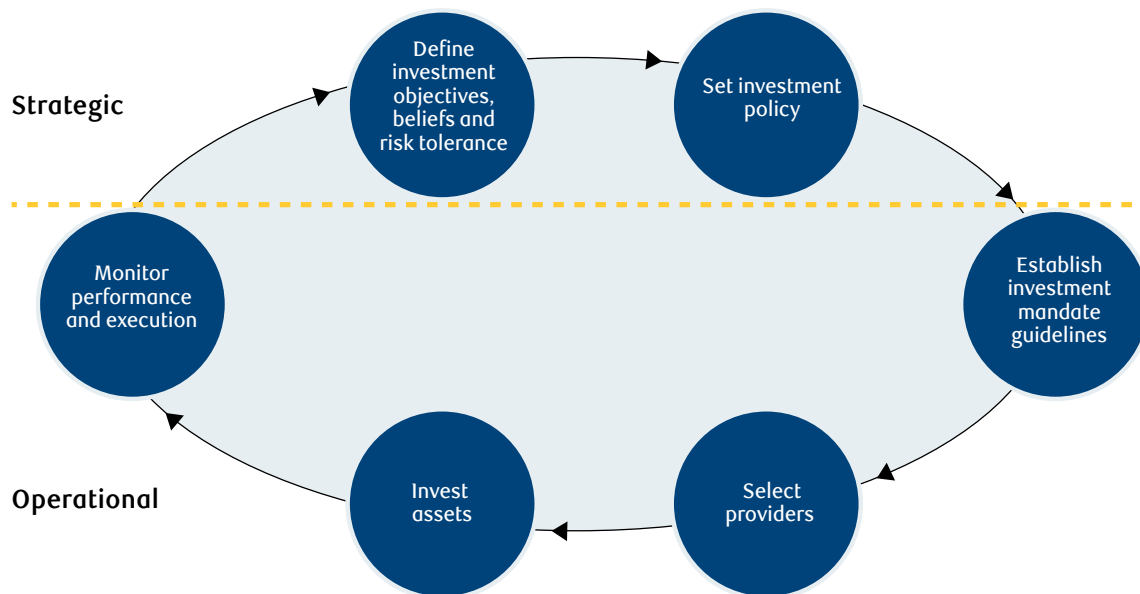 Strategic
Define
investment
objectives,
beliefs and
risk tolerance
Set investment
policy
Monitor
performance
and execution
Establish
investment
mandate
guidelines
Operational
Invest
assets
Select
providers